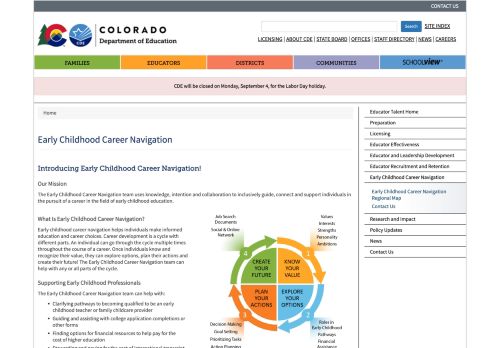 CONTACT US
COLORADO
Department of Education
CDE
Search
SITE INDEX
LICENSING | ABOUT CDE | STATE BOARD | OFFICES | STAFF DIRECTORY | NEWS | CAREERS
FAMILIES
EDUCATORS
DISTRICTS
COMMUNITIES
SCHOOLVIEW
CDE will be closed on Monday, September 4, for the Labor Day holiday.
Home
Early Childhood Career Navigation
Introducing Early Childhood Career Navigation!
Our Mission
The Early Childhood Career Navigation team uses knowledge, intention and collaboration to inclusively guide, connect and support individuals in
the pursuit of a career in the field of early childhood education.
What is Early Childhood Career Navigation?
Early childhood career navigation helps individuals make informed
education and career choices. Career development is a cycle with
different parts. An individual can go through the cycle multiple times
throughout the course of a career. Once individuals know and
recognize their value, they can explore options, plan their actions and
create their future! The Early Childhood Career Navigation team can
help with any or all parts of the cycle.
Supporting Early Childhood Professionals
The Early Childhood Career Navigation team can help with:
• Clarifying pathways to becoming qualified to be an early
childhood teacher or family childcare provider
• Guiding and assisting with college application completions or
other forms
• Finding options for financial resources to help pay for the
cost of higher education
Job Search
Documents
Social & Online
Network
Values
Interests
Strengths
Personality
Ambitions
4
1
CREATE
YOUR
FUTURE
KNOW
YOUR
VALUE
PLAN
YOUR
ACTIONS
EXPLORE
YOUR
OPTIONS
3
2
Decision Making
Goal Setting
Prioritizing Tasks
Action Planning
Roles in
Early Childhood
Pathways
Financial
Assistance
Educator Talent Home
Preparation
Licensing
Educator Effectiveness
Educator and Leadership Development
Educator Recruitment and Retention
Early Childhood Career Navigation
Early Childhood Career Navigation
Regional Map
Contact Us
Research and Impact
Policy Updates
News
Contact Us